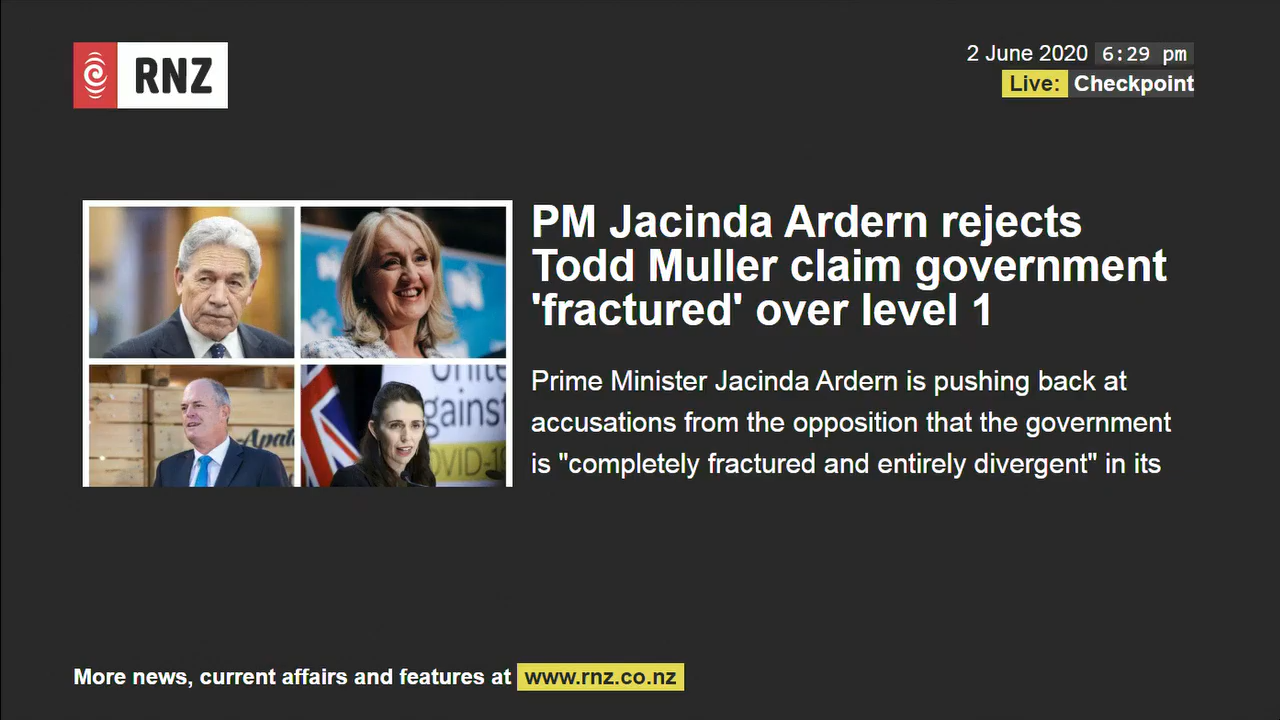 RNZ
2 June 2020 6:29 pm
Live: Checkpoint
PM Jacinda Ardern rejects
Todd Muller claim government
'fractured' over level 1
Prime Minister Jacinda Ardern is pushing back at
accusations from the opposition that the government
is "completely fractured and entirely divergent" in its
More news, current affairs and features at www.rnz.co.nz